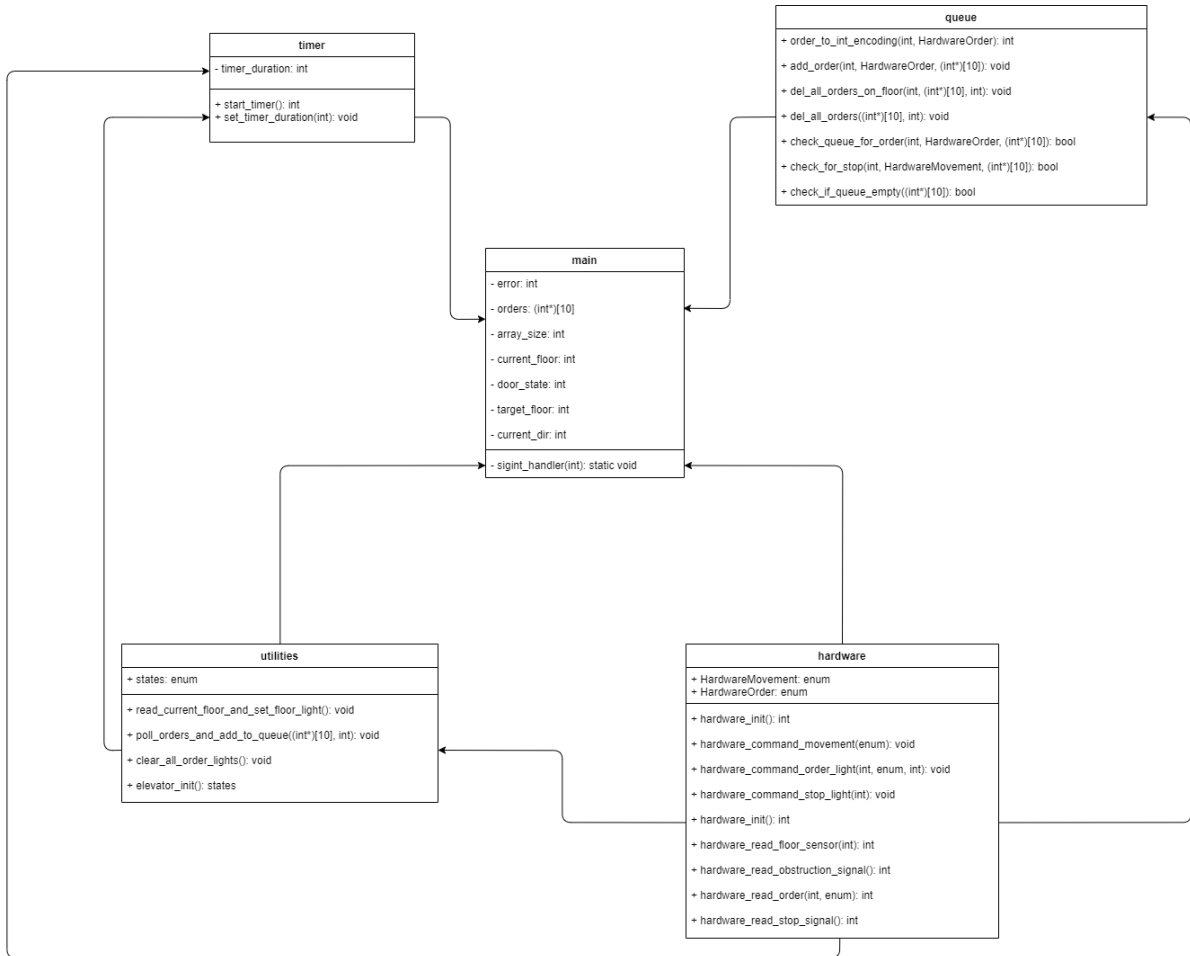 timer
- timer_duration: int
+ start_timer(): int
+ set_timer_duration(int): void
queue
+ order_to_int_encoding(int, HardwareOrder): int
+ add_order(int, HardwareOrder, (int*)[10]): void
+ del_all_orders_on_floor(int, (int*)[10], int): void
+ del_all_orders((int*)[10], int): void
+ check_queue_for_order(int, HardwareOrder, (int*)[10]): bool
+ check_for_stop(int, HardwareMovement, (int*)[10]): bool
+ check_if_queue_empty((int*)[10]): bool
main
- error: int
- orders: (int*)[10]
- array_size: int
- current_floor: int
- door_state: int
- target_floor: int
- current_dir: int
- sigint_handler(int): static void
utilities
+ states: enum
+ read_current_floor_and_set_floor_light(): void
+ poll_orders_and_add_to_queue((int*)[10], int): void
+ clear_all_order_lights(): void
+ elevator_init(): states
hardware
+ HardwareMovement: enum
+ HardwareOrder: enum
+ hardware_init(): int
+ hardware_command_movement(enum): void
+ hardware_command_order_light(int, enum, int): void
+ hardware_command_stop_light(int): void
+ hardware_init(): int
+ hardware_read_floor_sensor(int): int
+ hardware_read_obstruction_signal(): int
+ hardware_read_order(int, enum): int
+ hardware_read_stop_signal(): int